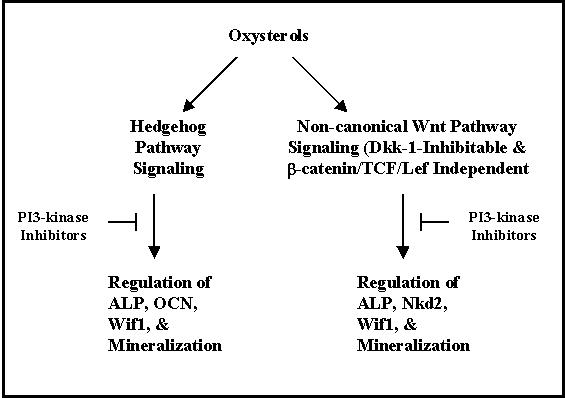 Oxysterols
Hedgehog
Pathway
Signaling
Non-canonical Wnt Pathway
Signaling (Dkk-1-Inhibitable &
β-catenin/TCF/Lef Independent
PI3-kinase
Inhibitors
PI3-kinase
Inhibitors
Regulation of
ALP, OCN,
Wif1, &
Mineralization
Regulation of
ALP, Nkd2,
Wif1, &
Mineralization